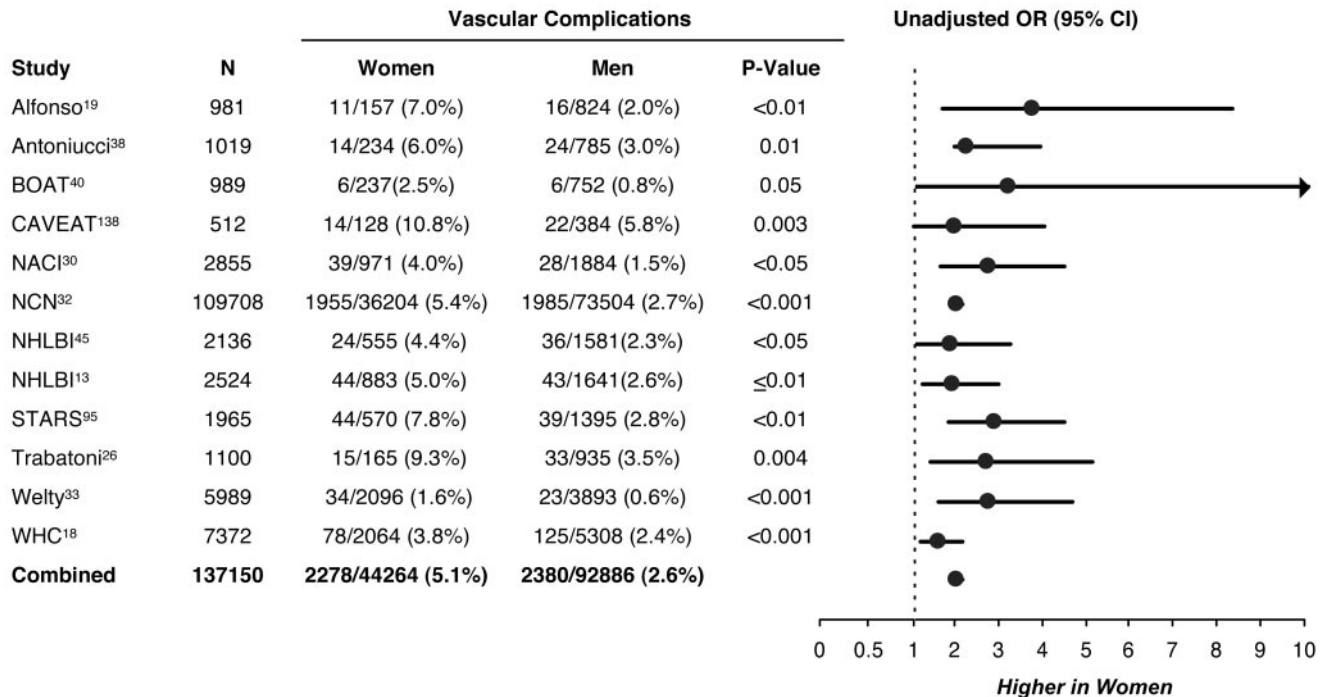 Vascular Complications Unadjusted OR (95% CI)
Study N Women Men P-Value
Alfonso¹⁹ 981 11/157 (7.0%) 16/824 (2.0%) <0.01
Antoniucci³⁸ 1019 14/234 (6.0%) 24/785 (3.0%) 0.01
BOAT⁴⁰ 989 6/237(2.5%) 6/752 (0.8%) 0.05
CAVEAT¹³⁸ 512 14/128 (10.8%) 22/384 (5.8%) 0.003
NACI³⁰ 2855 39/971 (4.0%) 28/1884 (1.5%) <0.05
NCN³² 109708 1955/36204 (5.4%) 1985/73504 (2.7%) <0.001
NHLBI⁴⁵ 2136 24/555 (4.4%) 36/1581(2.3%) <0.05
NHLBI¹³ 2524 44/883 (5.0%) 43/1641(2.6%) ≤0.01
STARS⁹⁵ 1965 44/570 (7.8%) 39/1395 (2.8%) <0.01
Trabatoni²⁶ 1100 15/165 (9.3%) 33/935 (3.5%) 0.004
Welty³³ 5989 34/2096 (1.6%) 23/3893 (0.6%) <0.001
WHC¹⁸ 7372 78/2064 (3.8%) 125/5308 (2.4%) <0.001
Combined 137150 2278/44264 (5.1%) 2380/92886 (2.6%)
0 0.5 1 2 3 4 5 6 7 8 9 10
Higher in Women